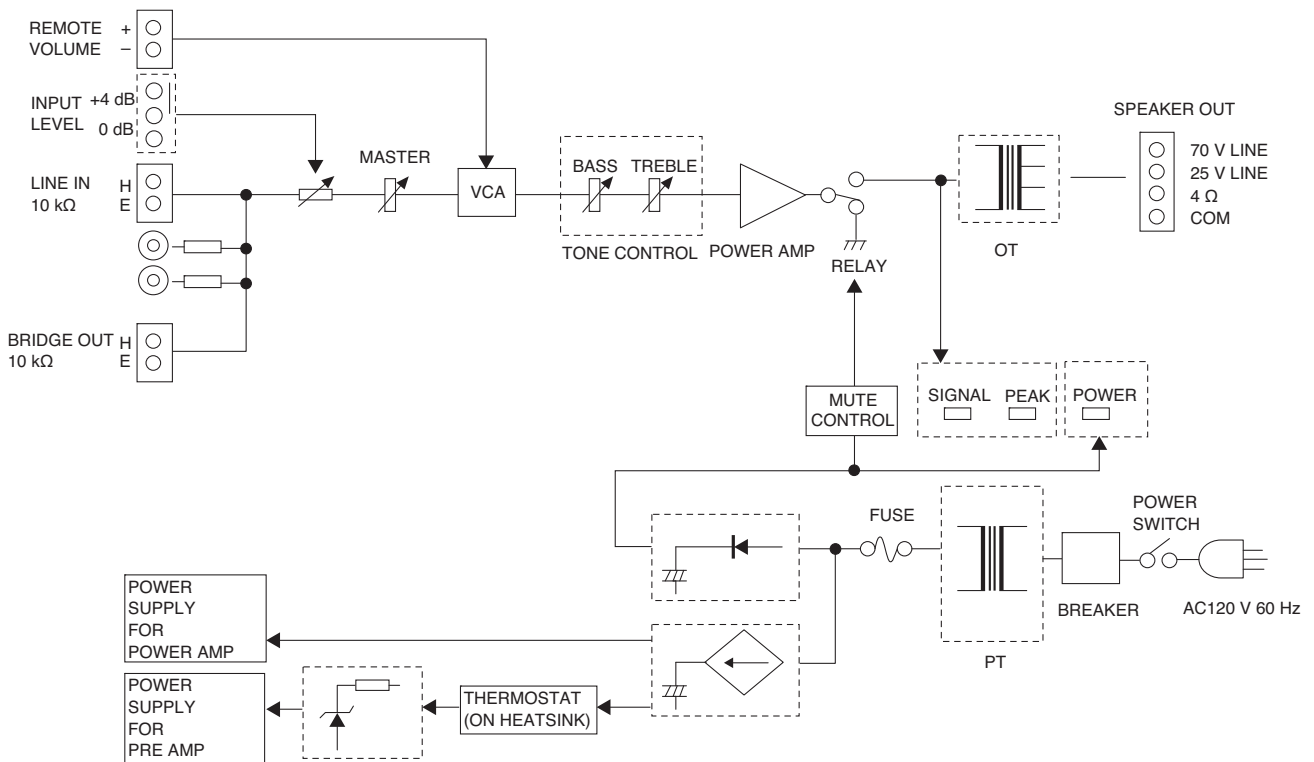 REMOTE +
VOLUME –
INPUT +4 dB
LEVEL 0 dB
MASTER
LINE IN H
10 kΩ E
VCA
BASS TREBLE
TONE CONTROL
POWER AMP
RELAY
OT
SPEAKER OUT
70 V LINE
25 V LINE
4 Ω
COM
BRIDGE OUT H
10 kΩ E
MUTE
CONTROL
SIGNAL PEAK POWER
FUSE
POWER
SWITCH
BREAKER
AC120 V 60 Hz
PT
POWER
SUPPLY
FOR
POWER AMP
POWER
SUPPLY
FOR
PRE AMP
THERMOSTAT
(ON HEATSINK)